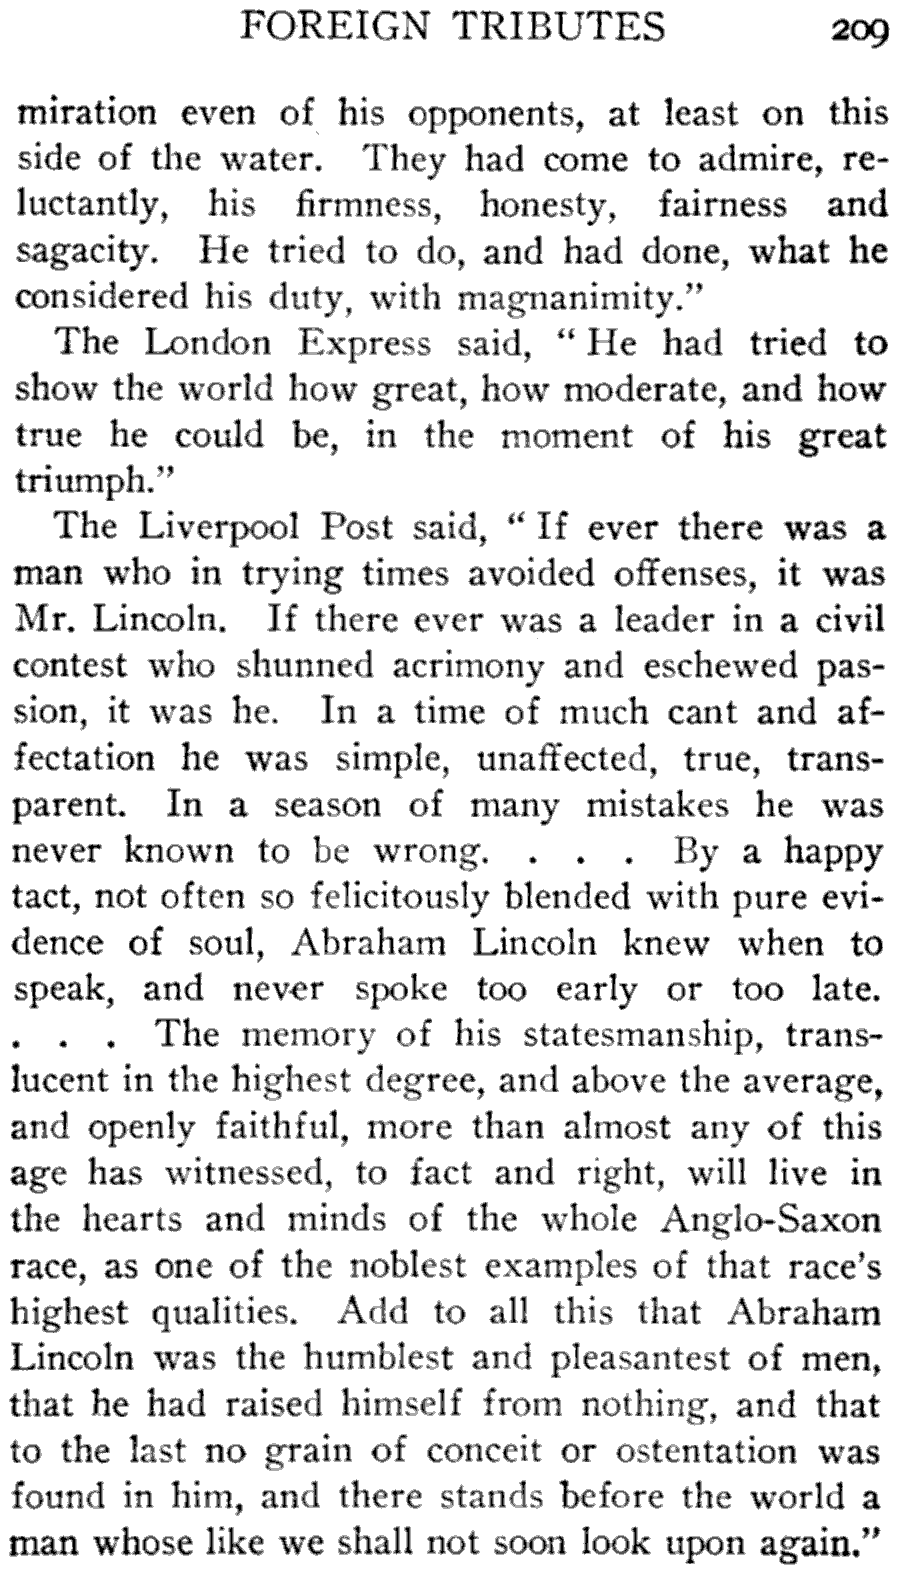 FOREIGN TRIBUTES 209
miration even of his opponents, at least on this
side of the water. They had come to admire, re-
luctantly, his firmness, honesty, fairness and
sagacity. He tried to do, and had done, what he
considered his duty, with magnanimity.”
The London Express said, “ He had tried to
show the world how great, how moderate, and how
true he could be, in the moment of his great
triumph.”
The Liverpool Post said, “ If ever there was a
man who in trying times avoided offenses, it was
Mr. Lincoln. If there ever was a leader in a civil
contest who shunned acrimony and eschewed pas-
sion, it was he. In a time of much cant and af-
fectation he was simple, unaffected, true, trans-
parent. In a season of many mistakes he was
never known to be wrong. . . . By a happy
tact, not often so felicitously blended with pure evi-
dence of soul, Abraham Lincoln knew when to
speak, and never spoke too early or too late.
. . . The memory of his statesmanship, trans-
lucent in the highest degree, and above the average,
and openly faithful, more than almost any of this
age has witnessed, to fact and right, will live in
the hearts and minds of the whole Anglo-Saxon
race, as one of the noblest examples of that race’s
highest qualities. Add to all this that Abraham
Lincoln was the humblest and pleasantest of men,
that he had raised himself from nothing, and that
to the last no grain of conceit or ostentation was
found in him, and there stands before the world a
man whose like we shall not soon look upon again.”